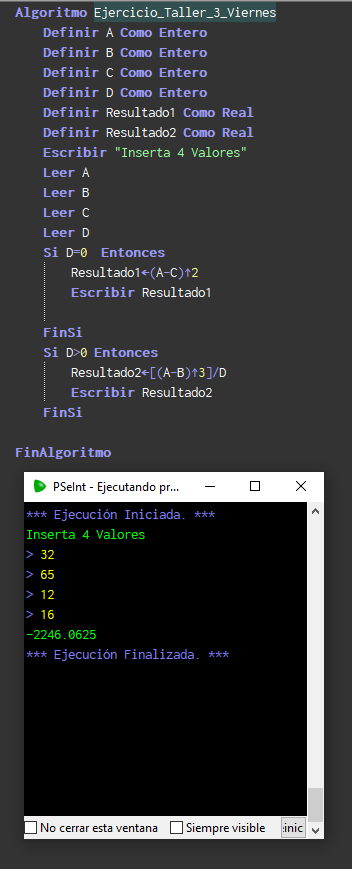 Algoritmo Ejercicio_Taller_3_Viernes
Definir A Como Entero
Definir B Como Entero
Definir C Como Entero
Definir D Como Entero
Definir Resultado1 Como Real
Definir Resultado2 Como Real
Escribir "Inserta 4 Valores"
Leer A
Leer B
Leer C
Leer D
Si D=0 Entonces
Resultado1←(A-C)↑2
Escribir Resultado1
FinSi
Si D>0 Entonces
Resultado2←[(A-B)↑3]/D
Escribir Resultado2
FinSi
FinAlgoritmo
PSeInt - Ejecutando pr...
*** Ejecución Iniciada. ***
Inserta 4 Valores
> 32
> 65
> 12
> 16
-2246.0625
*** Ejecución Finalizada. ***
No cerrar esta ventana Siempre visible einic